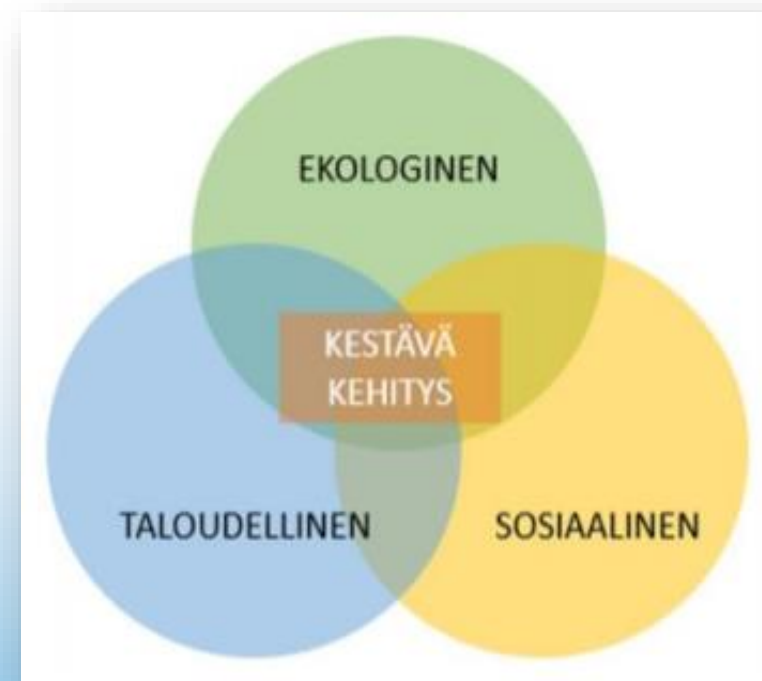 EKOLOGINEN
KESTÄVÄ
KEHITYS
TALOUDELLINEN
SOSIAALINEN